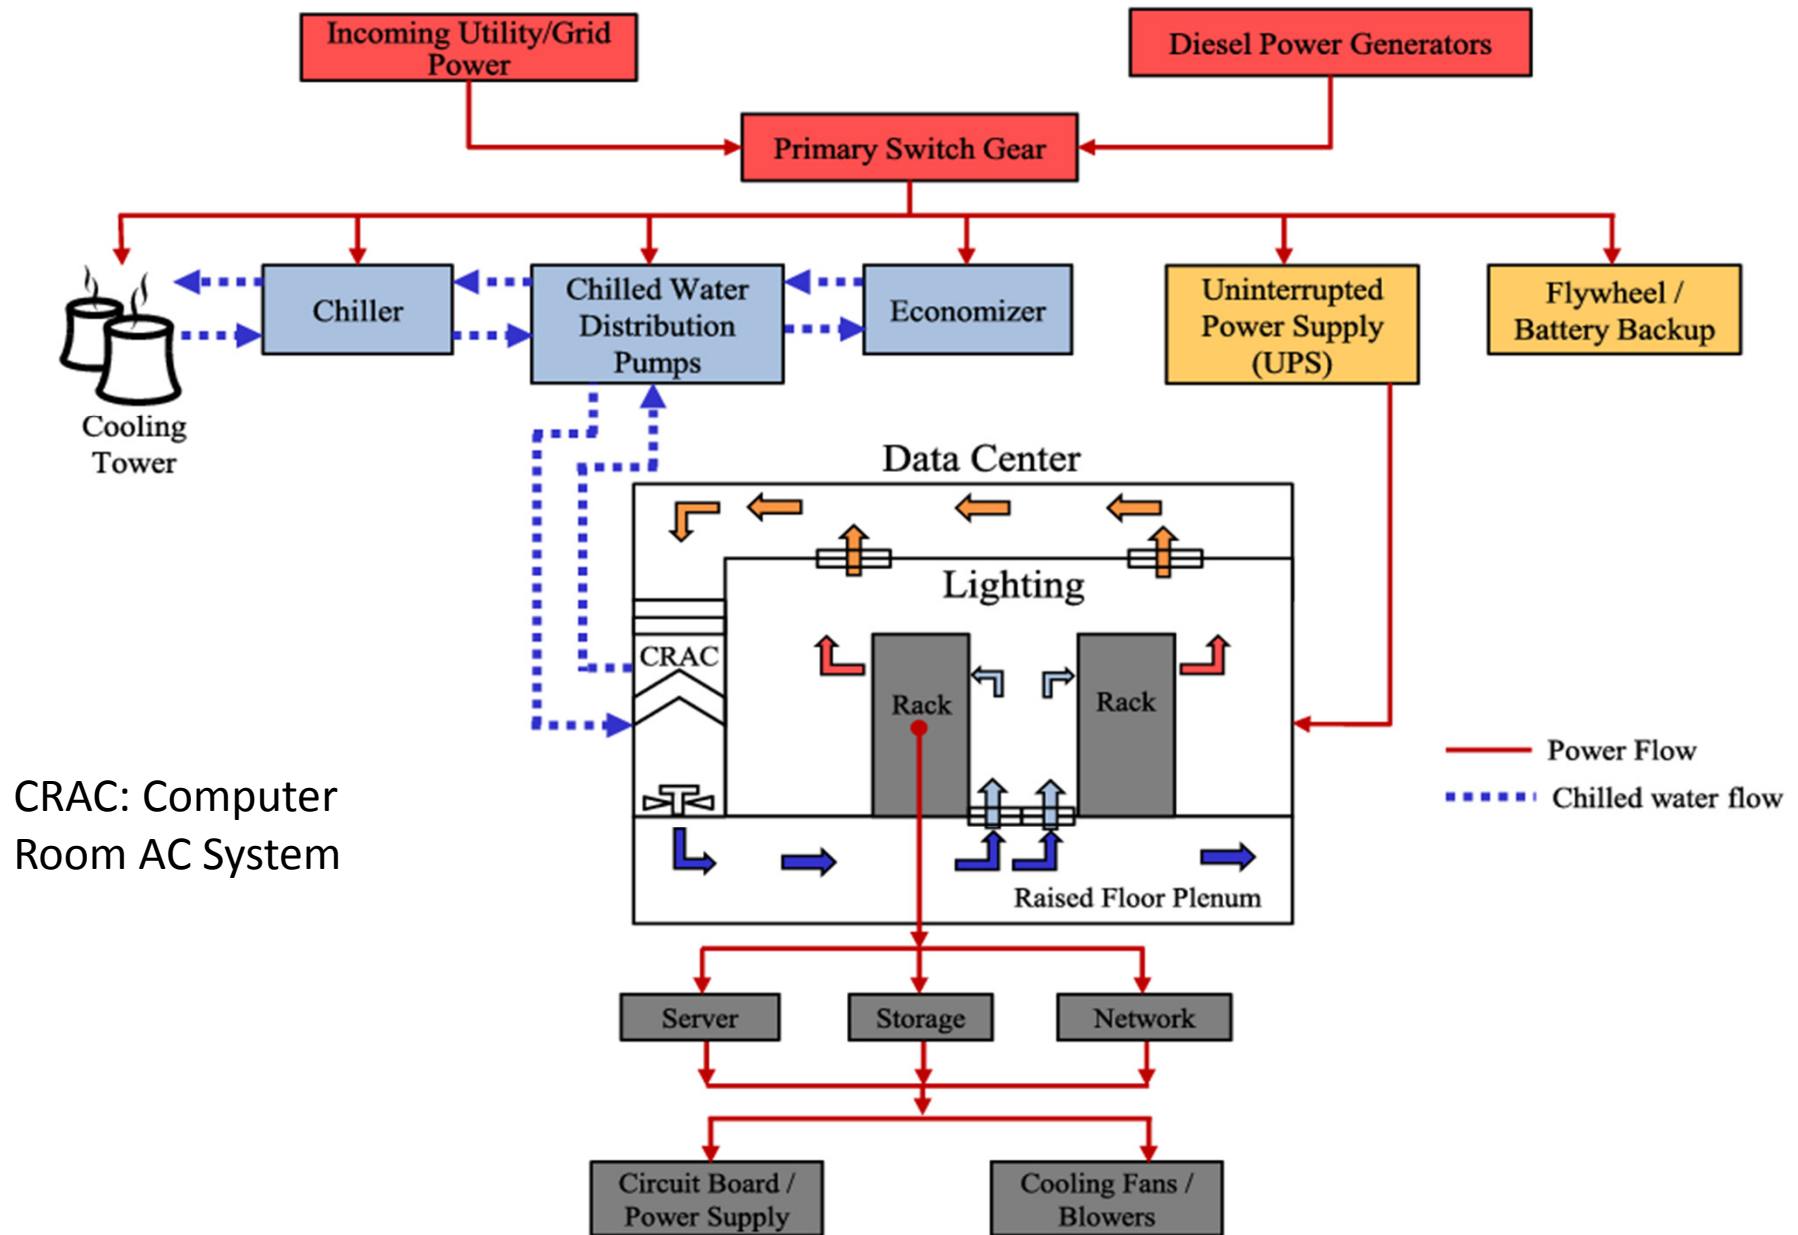 Incoming Utility/Grid
Power
Diesel Power Generators
Primary Switch Gear
Chiller
Chilled Water
Distribution
Pumps
Economizer
Uninterrupted
Power Supply
(UPS)
Flywheel /
Battery Backup
Cooling
Tower
Data Center
Lighting
CRAC
Rack
Rack
Power Flow
Chilled water flow
CRAC: Computer
Room AC System
Raised Floor Plenum
Server
Storage
Network
Circuit Board /
Power Supply
Cooling Fans /
Blowers